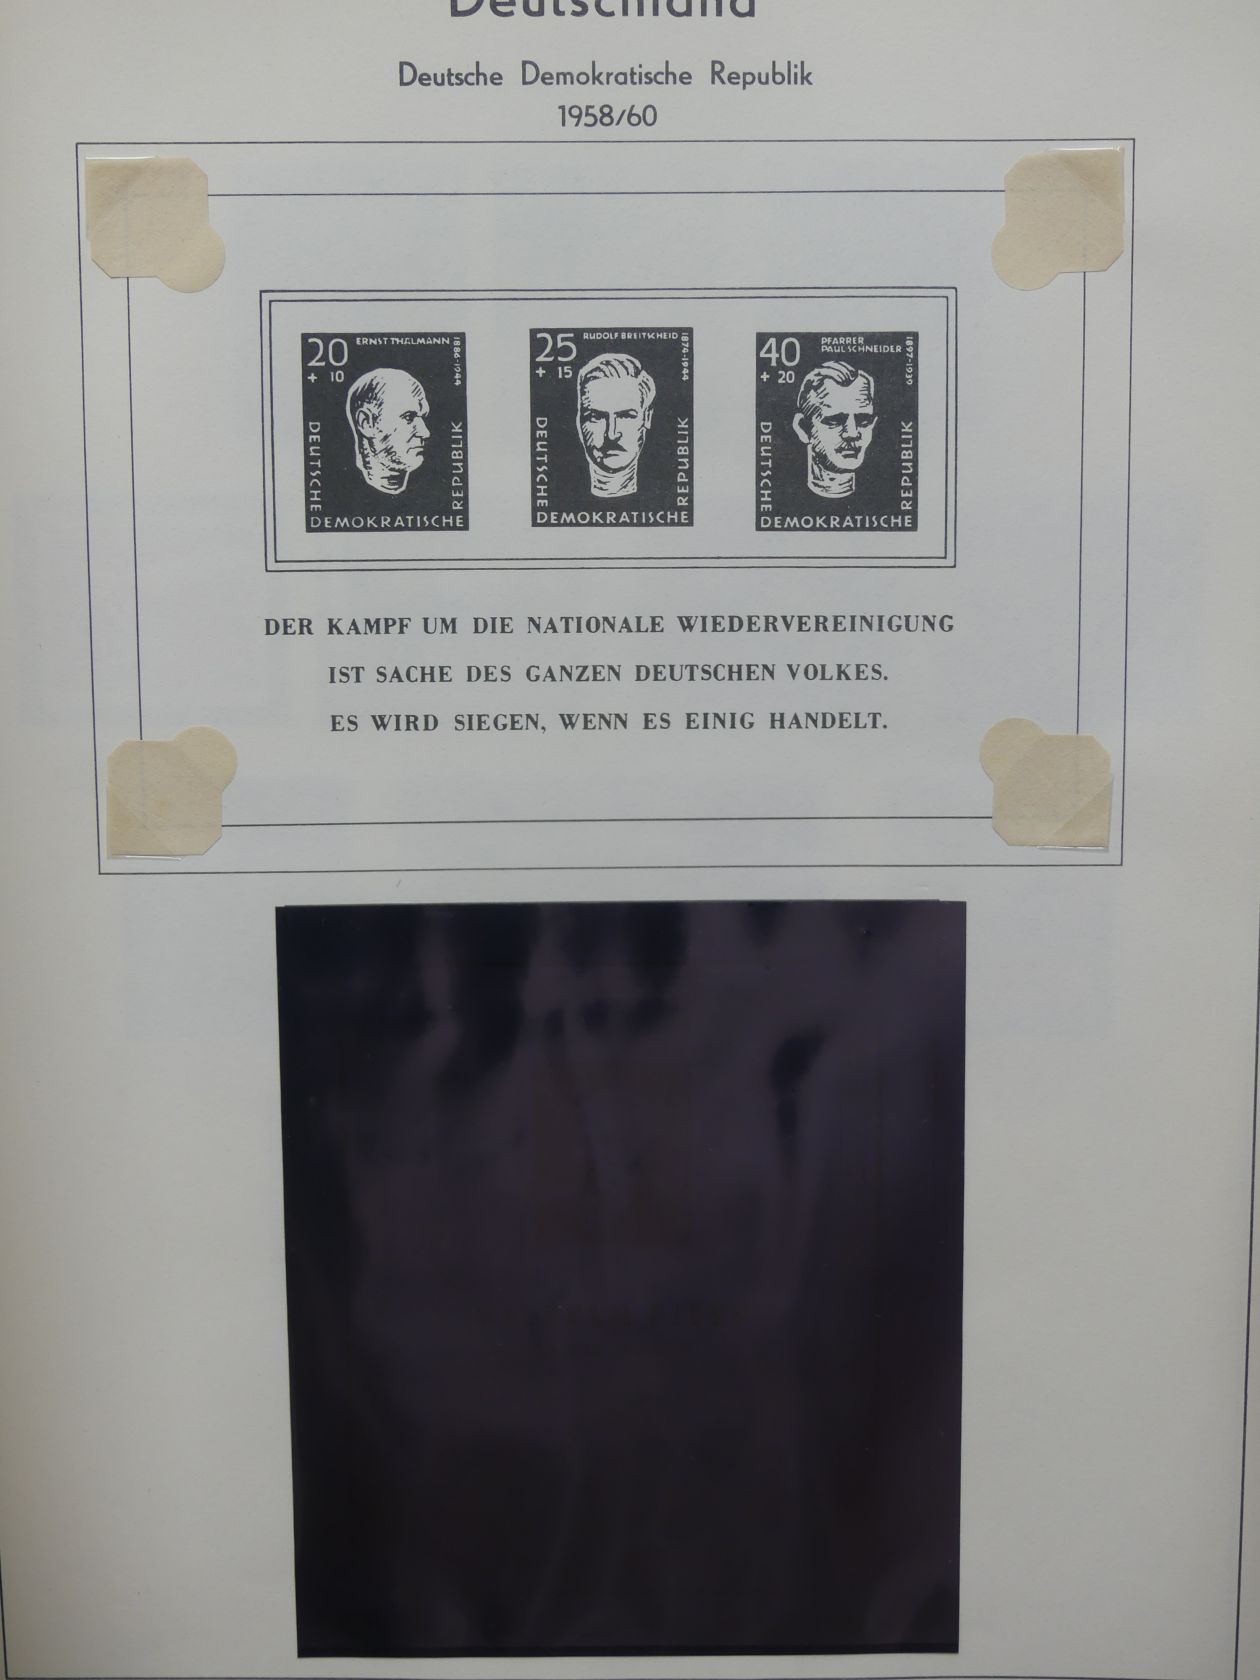 Deutschland
Deutsche Demokratische Republik
1958/60
20 ERNST THÄLMANN 1886-1944
+ 10
DEUTSCHE
DEMOKRATISCHE
REPUBLIK
25 RUDOLF BREITSCHEID 1874-1944
+ 15
DEUTSCHE
DEMOKRATISCHE
REPUBLIK
40 PFARRER
PAUL SCHNEIDER 1897-1939
+ 20
DEUTSCHE
DEMOKRATISCHE
REPUBLIK
DER KAMPF UM DIE NATIONALE WIEDERVEREINIGUNG
IST SACHE DES GANZEN DEUTSCHEN VOLKES.
ES WIRD SIEGEN, WENN ES EINIG HANDELT.